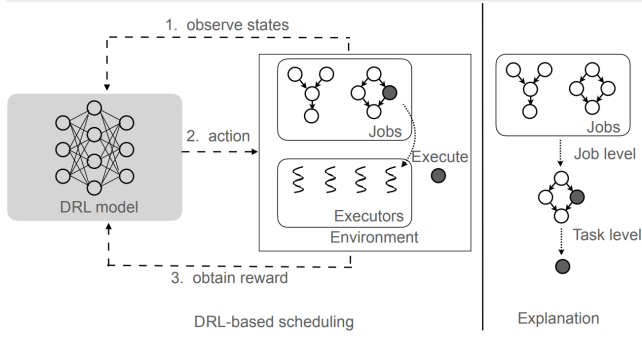 1. observe states
2. action
DRL model
Jobs
Execute
Executors
Environment
3. obtain reward
DRL-based scheduling
Jobs
Job level
Task level
Explanation